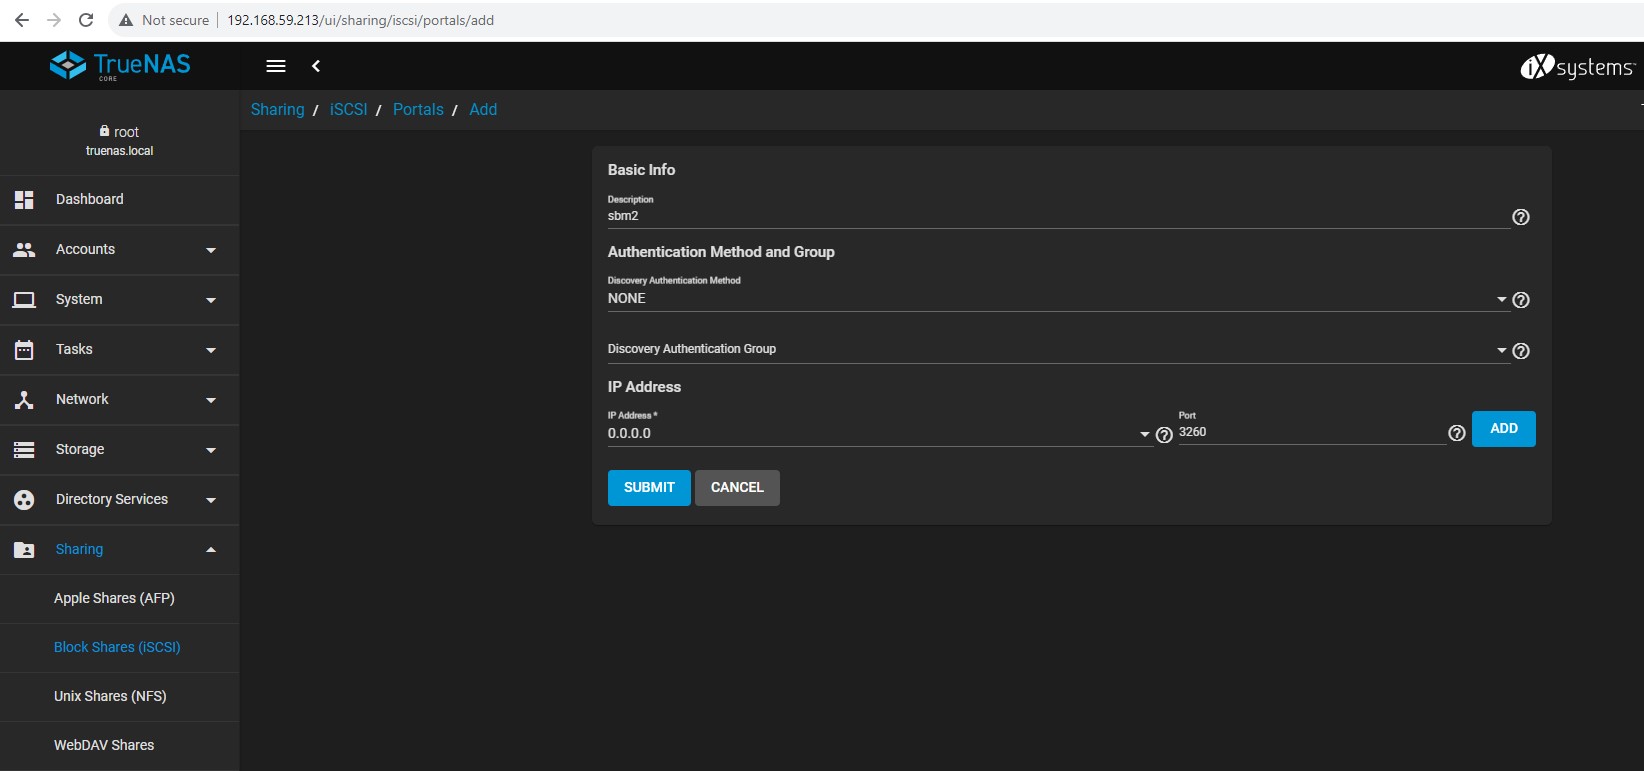 Not secure | 192.168.59.213/ui/sharing/iscsi/portals/add
TrueNAS
CORE
iXsystems
Sharing / iSCSI / Portals / Add
root
truenas.local
Dashboard
Accounts
System
Tasks
Network
Storage
Directory Services
Sharing
Apple Shares (AFP)
Block Shares (iSCSI)
Unix Shares (NFS)
WebDAV Shares
Basic Info
Description
sbm2
Authentication Method and Group
Discovery Authentication Method
NONE
Discovery Authentication Group
IP Address
IP Address *
0.0.0.0
Port
3260
ADD
SUBMIT CANCEL